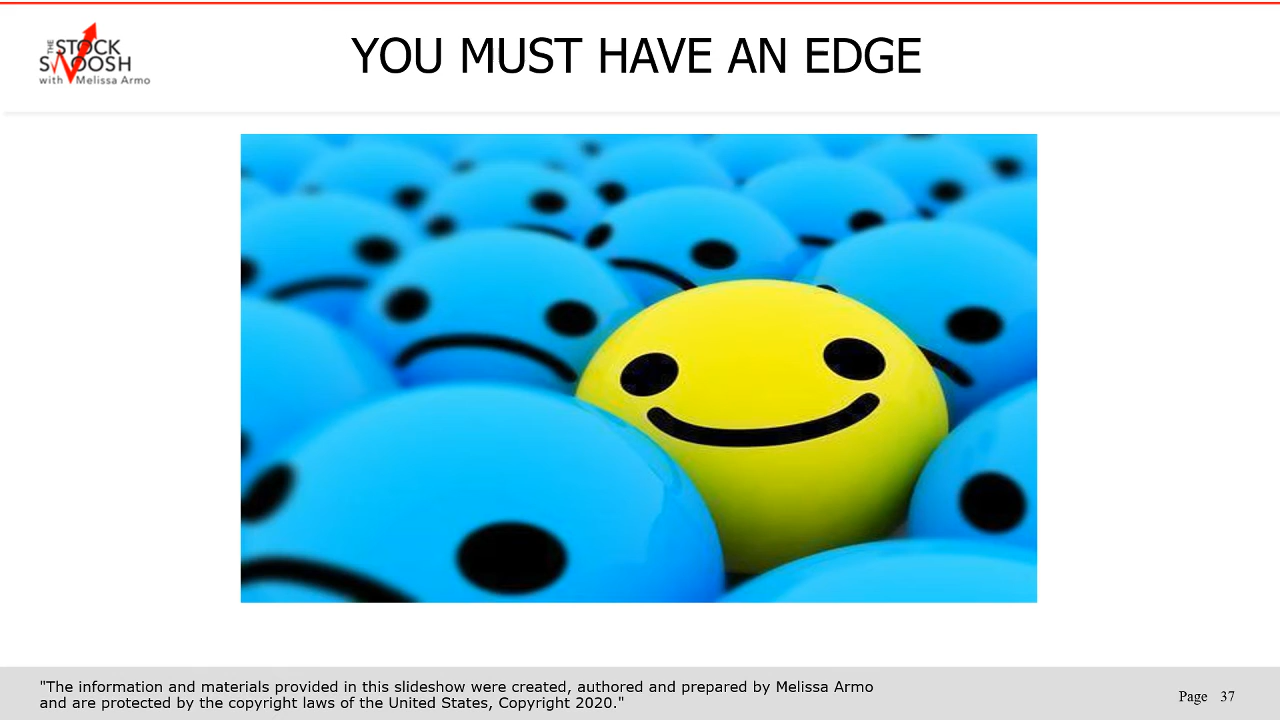 THE
STOCK
SWOOSH
with Melissa Armo
YOU MUST HAVE AN EDGE
"The information and materials provided in this slideshow were created, authored and prepared by Melissa Armo
and are protected by the copyright laws of the United States, Copyright 2020."
Page 37